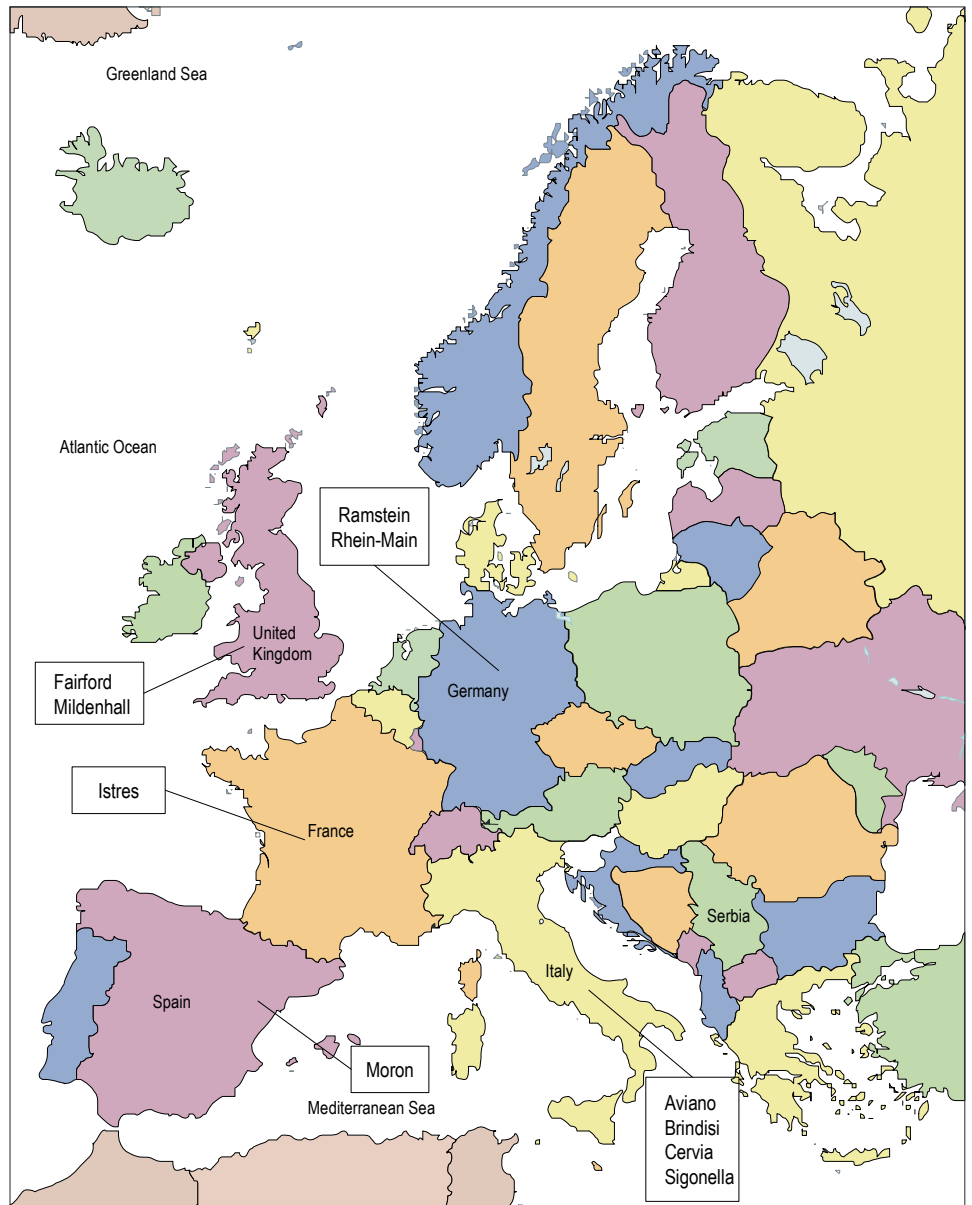 Greenland Sea
Atlantic Ocean
Ramstein
Rhein-Main
United
Kingdom
Fairford
Mildenhall
Germany
Istres
France
Serbia
Italy
Spain
Moron
Mediterranean Sea
Aviano
Brindisi
Cervia
Sigonella